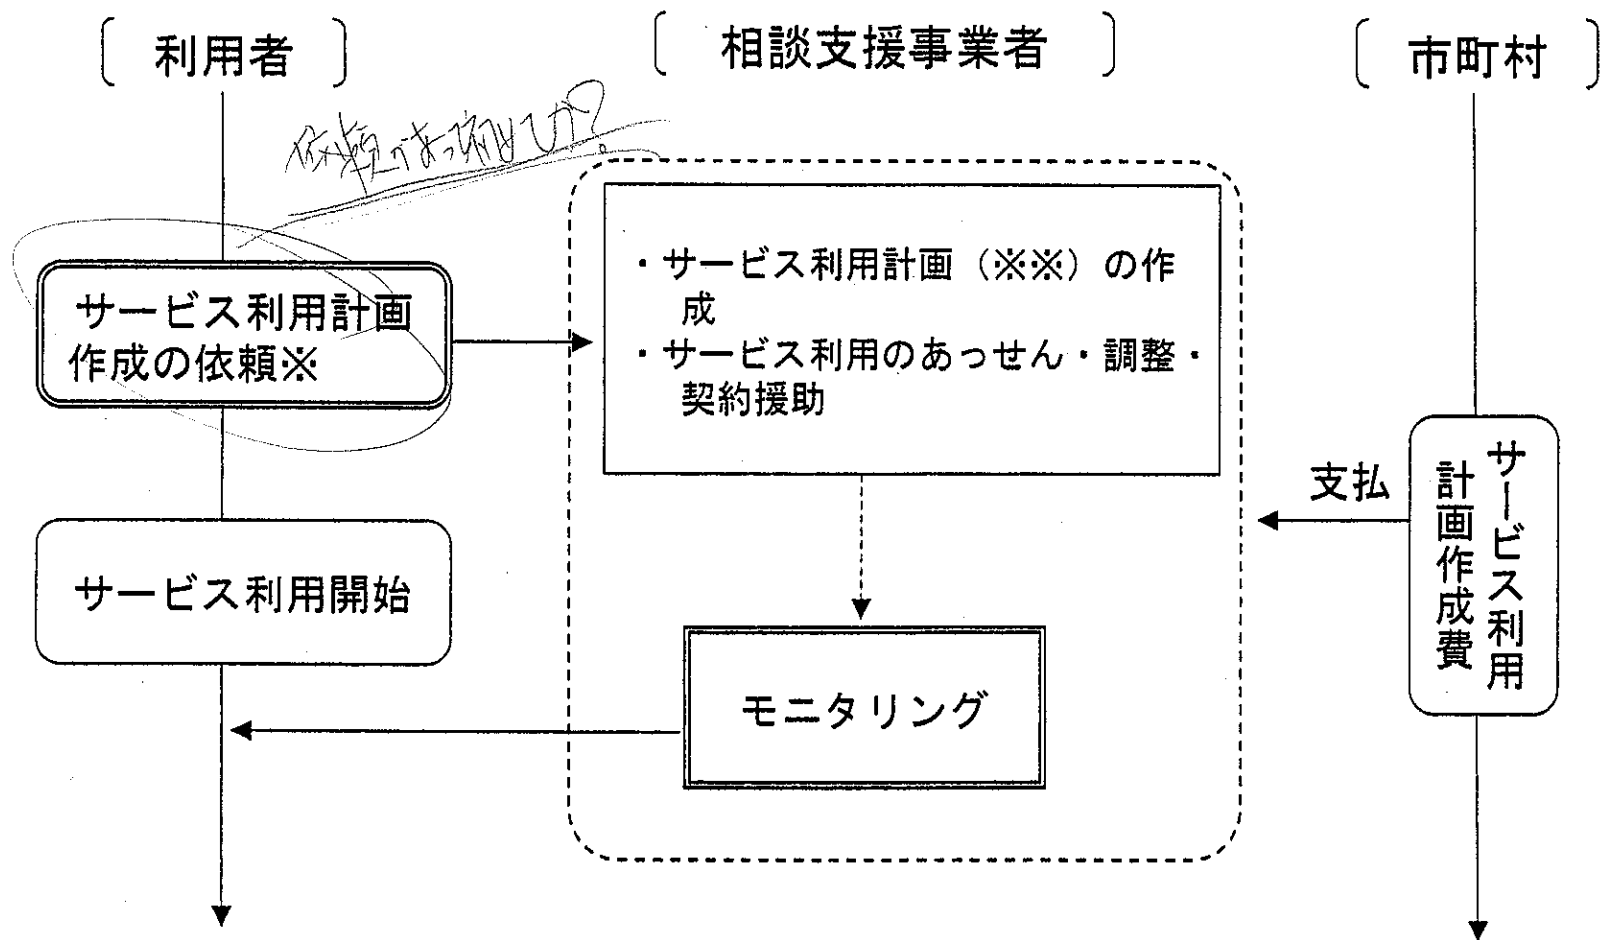 〔 利用者 〕
〔 相談支援事業者 〕
〔 市町村 〕
サービス利用計画
作成の依頼※
・サービス利用計画（※※）の作
成
・サービス利用のあっせん・調整・
契約援助
支払
サービス利用
計画作成費
サービス利用開始
モニタリング